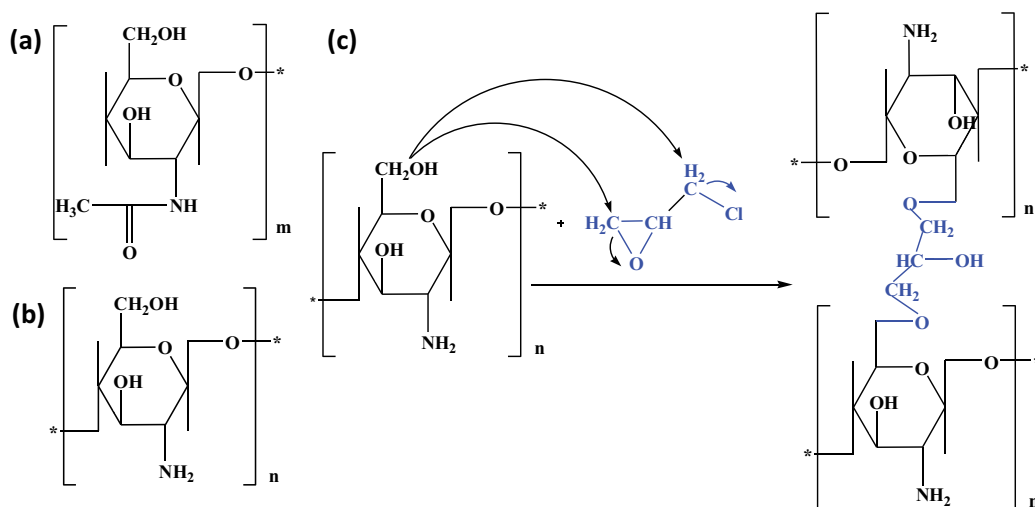 (a)
CH2OH
O
O
*
OH
H3C
NH
O
m
(b)
CH2OH
O
O
*
OH
*
NH2
n
(c)
CH2OH
O
O
*
OH
*
NH2
n
+
H2
C
Cl
H2C
CH
O
NH2
*
OH
*
O
O
n
O
CH2
HC
OH
CH2
O
O
O
*
OH
*
NH2
n